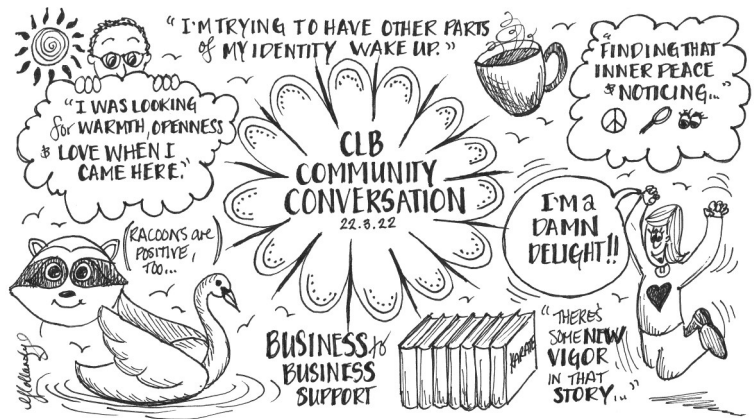 "I'M TRYING TO HAVE OTHER PARTS
of MY IDENTITY WAKE UP."
"I WAS LOOKING
for WARMTH, OPENNESS
& LOVE WHEN I
CAME HERE."
"FINDING THAT
INNER PEACE
& NOTICING..."
CLB
COMMUNITY
CONVERSATION
22.3.22
I'M a
DAMN
DELIGHT!!
(RACOONS are
POSITIVE,
TOO...)
BUSINESS to
BUSINESS
SUPPORT
KARATE
"THERE'S
SOME NEW
VIGOR
IN THAT
STORY..."